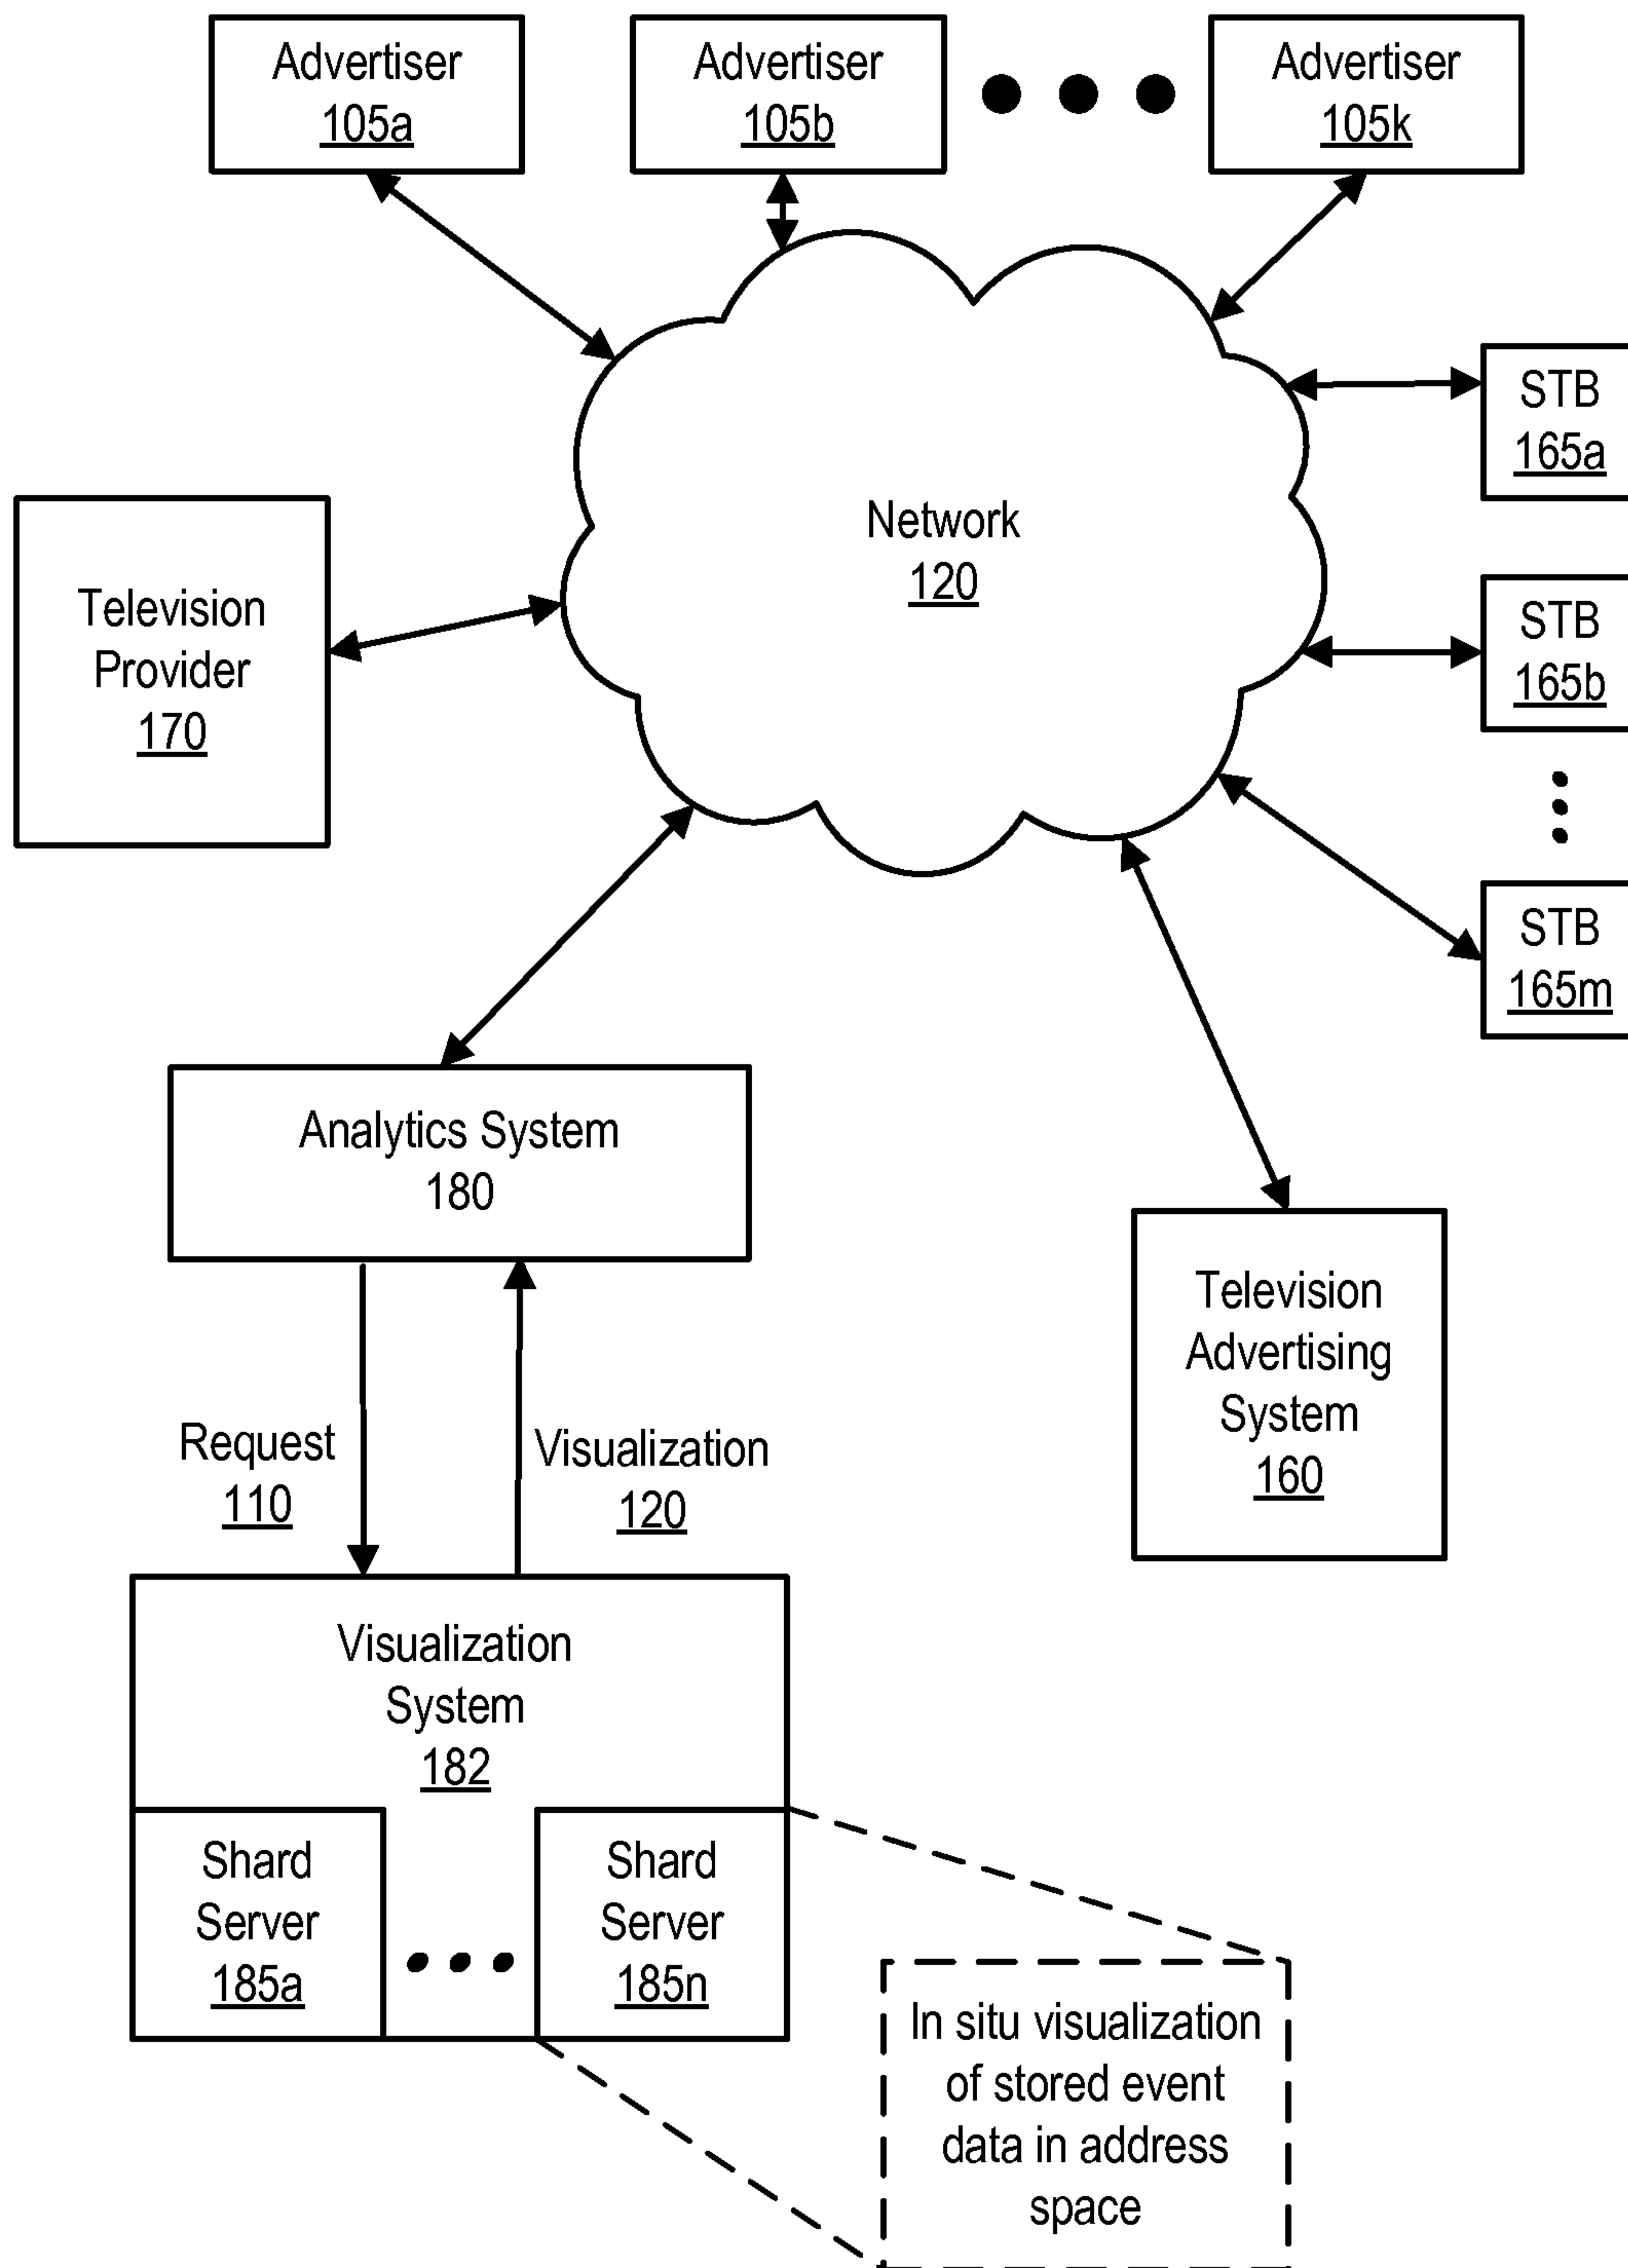 Advertiser
105a
Advertiser
105b
Advertiser
105k
STB
165a
Network
120
STB
165b
Television
Provider
170
STB
165m
Analytics System
180
Television
Advertising
System
160
Request
110
Visualization
120
Visualization
System
182
Shard
Server
185a
Shard
Server
185n
In situ visualization
of stored event
data in address
space